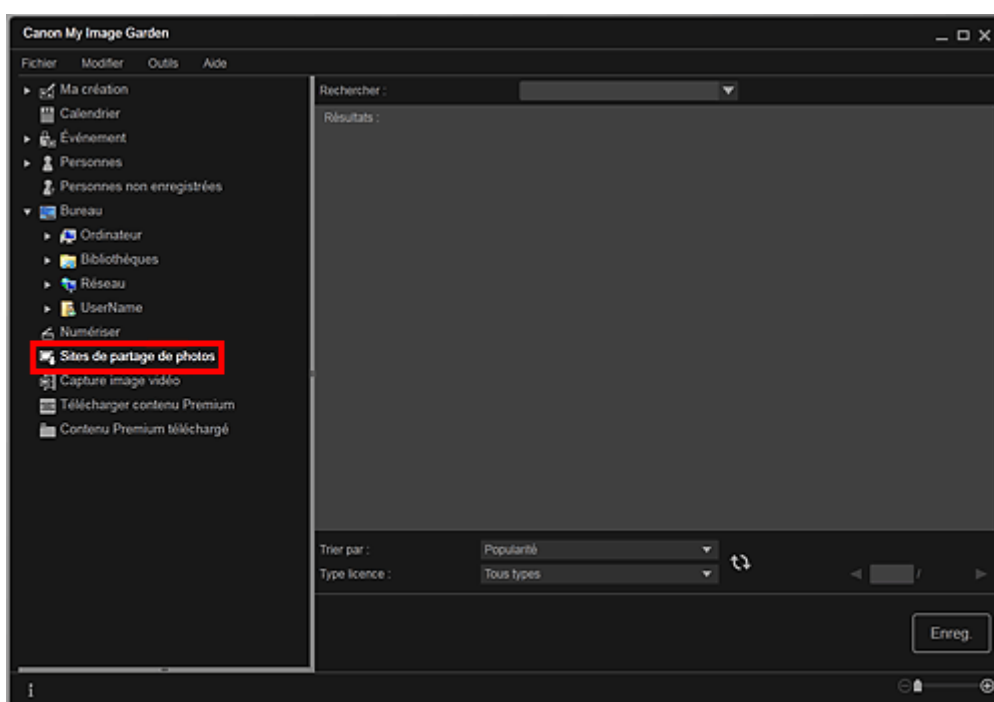 Canon My Image Garden
Fichier Modifier Outils Aide
Ma création
Calendrier
Événement
Personnes
Personnes non enregistrées
Bureau
Ordinateur
Bibliothèques
Réseau
UserName
Numériser
Sites de partage de photos
Capture image vidéo
Télécharger contenu Premium
Contenu Premium téléchargé
Rechercher :
Résultats :
Trier par : Popularité
Type licence : Tous types
/
Enreg.